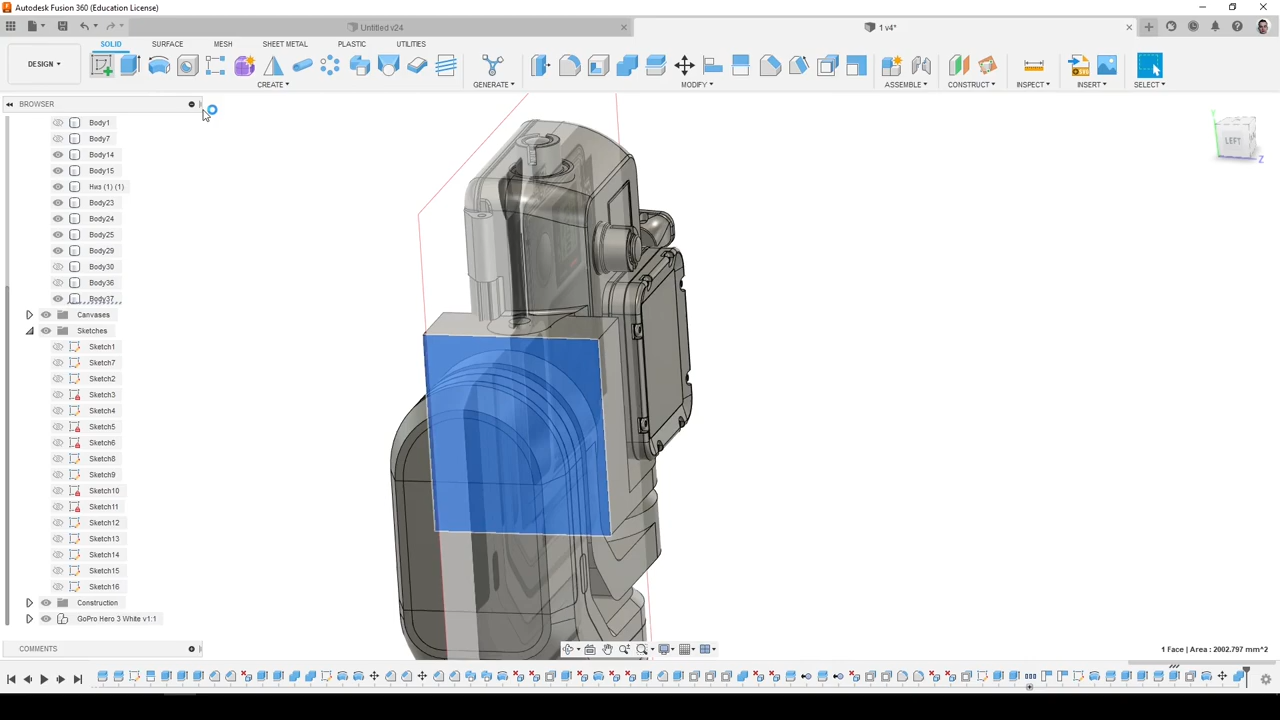 Autodesk Fusion 360 (Education License)
Untitled v24
1 v4*
DESIGN
SOLID SURFACE MESH SHEET METAL PLASTIC UTILITIES
CREATE GENERATE MODIFY ASSEMBLE CONSTRUCT INSPECT INSERT SELECT
BROWSER
Body1
Body7
Body14
Body15
Низ (1) (1)
Body23
Body24
Body25
Body29
Body30
Body36
Body37
Canvases
Sketches
Sketch1
Sketch7
Sketch2
Sketch3
Sketch4
Sketch5
Sketch6
Sketch8
Sketch9
Sketch10
Sketch11
Sketch12
Sketch13
Sketch14
Sketch15
Sketch16
Construction
GoPro Hero 3 White v1:1
COMMENTS
LEFT
Y
Z
1 Face | Area : 2002.797 mm^2